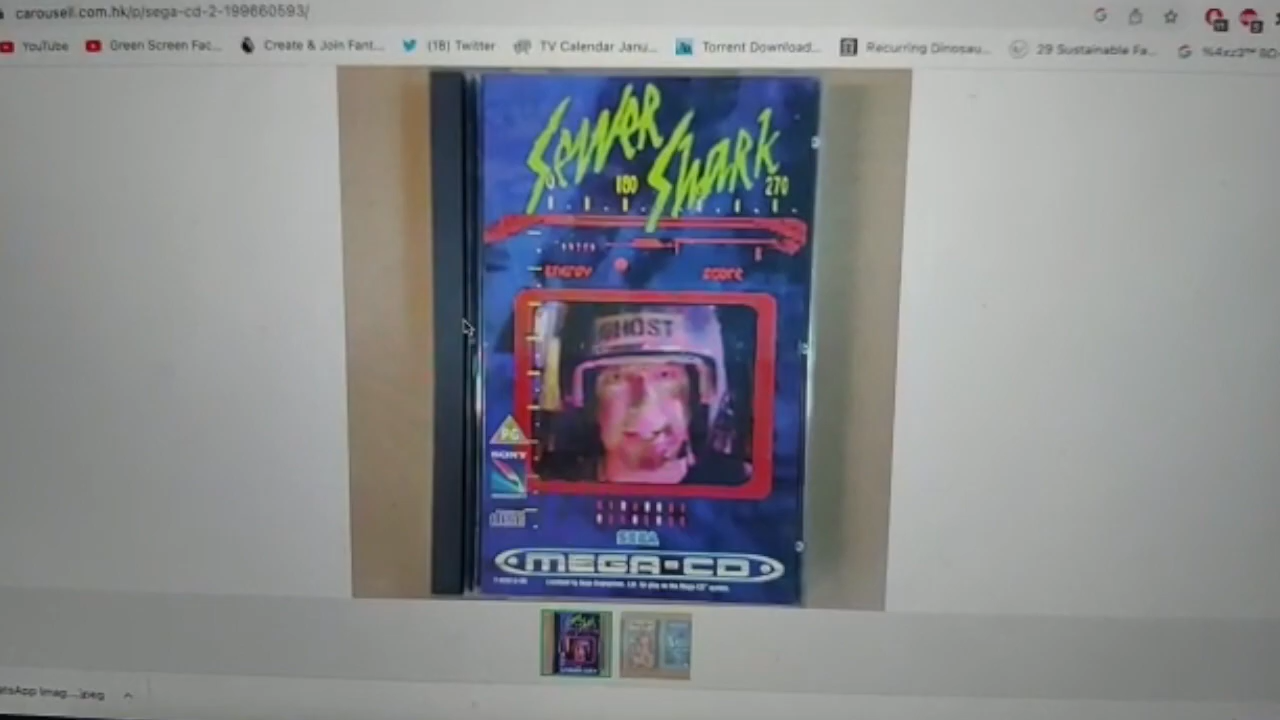 carousell.com.hk/p/sega-cd-2-199660593/
YouTube
Green Screen Fac...
Create & Join Fant...
(18) Twitter
TV Calendar Janu...
Torrent Download...
Recurring Dinosau...
29 Sustainable Fa...
Sewer
Shark
180
270
Energy
score
GHOST
PG
SONY
SEGA
MEGA-CD